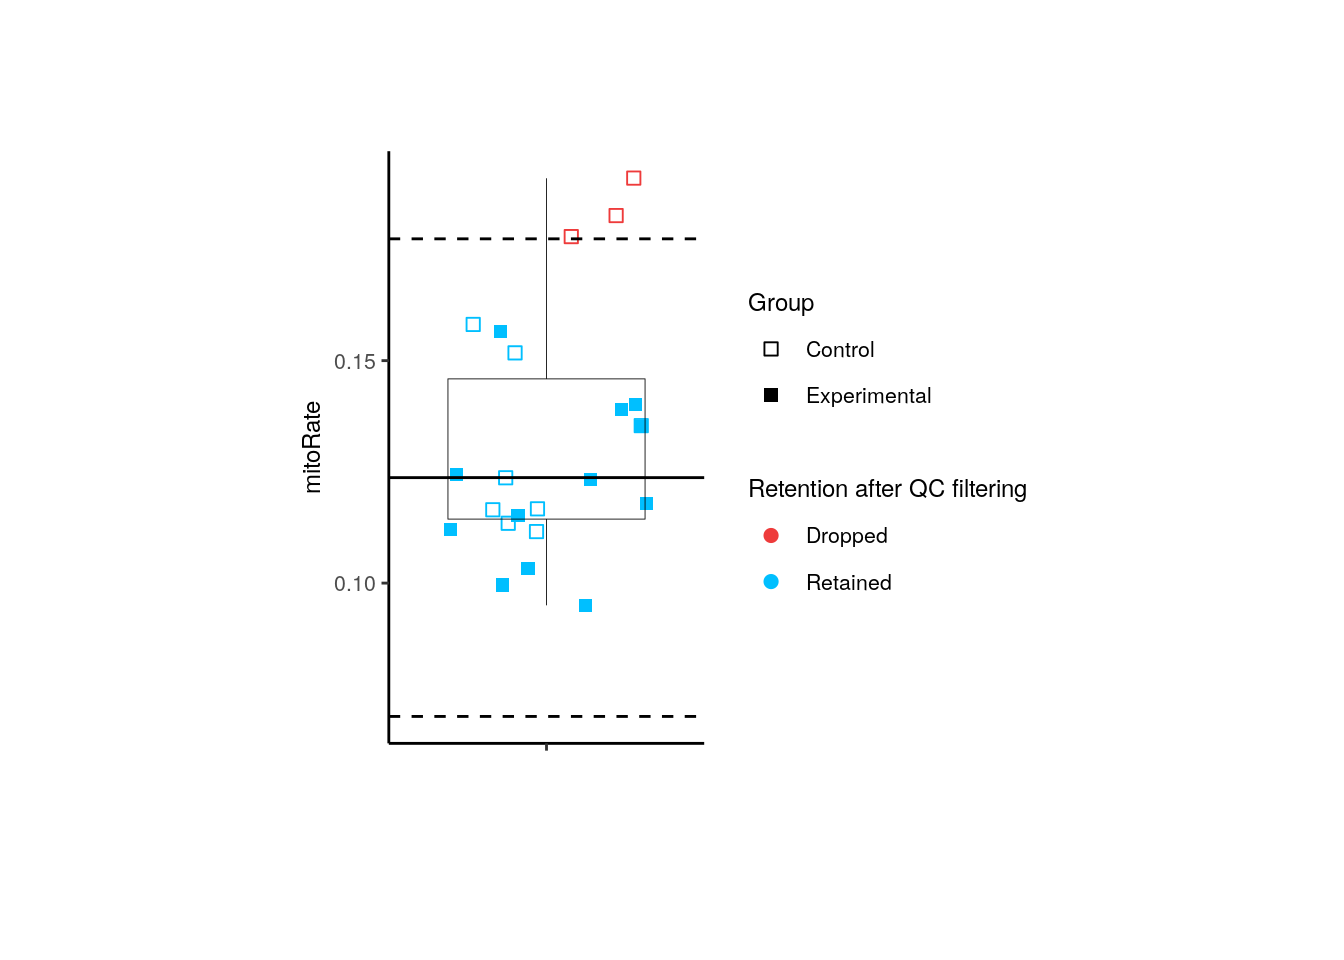 mitoRate
0.15
0.10
Group
Control
Experimental
Retention after QC filtering
Dropped
Retained